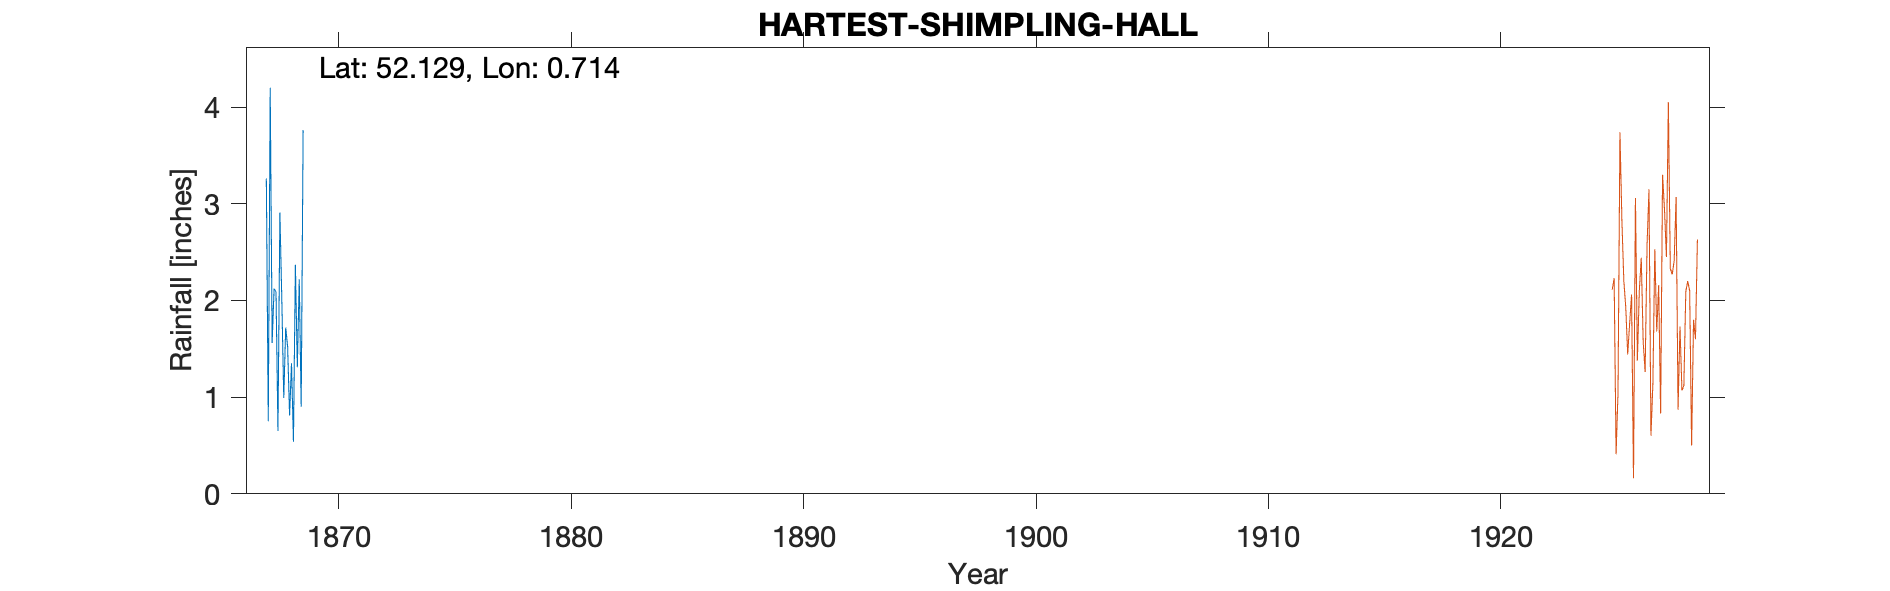 HARTEST-SHIMPLING-HALL
Lat: 52.129, Lon: 0.714
4
3
2
1
0
Rainfall [inches]
1870 1880 1890 1900 1910 1920
Year